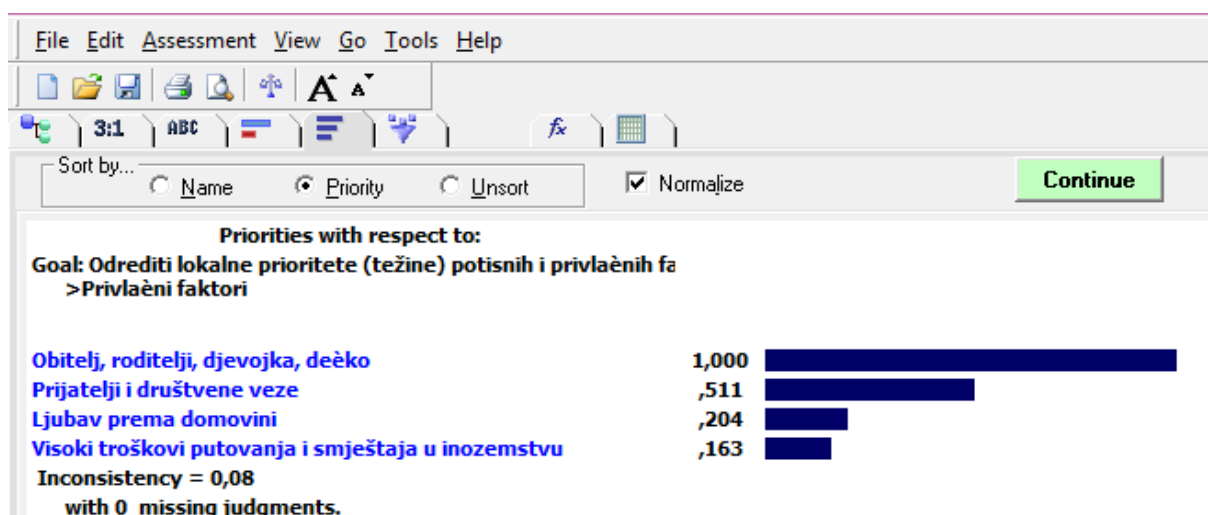 File Edit Assessment View Go Tools Help
A A
3:1 ABC fx
Sort by...
Name Priority Unsort Normalize Continue
Priorities with respect to:
Goal: Odrediti lokalne prioritete (težine) potisnih i privlaènih fa
>Privlaèni faktori
Obitelj, roditelji, djevojka, deèko 1,000
Prijatelji i društvene veze ,511
Ljubav prema domovini ,204
Visoki troškovi putovanja i smještaja u inozemstvu ,163
Inconsistency = 0,08
with 0 missing judgments.